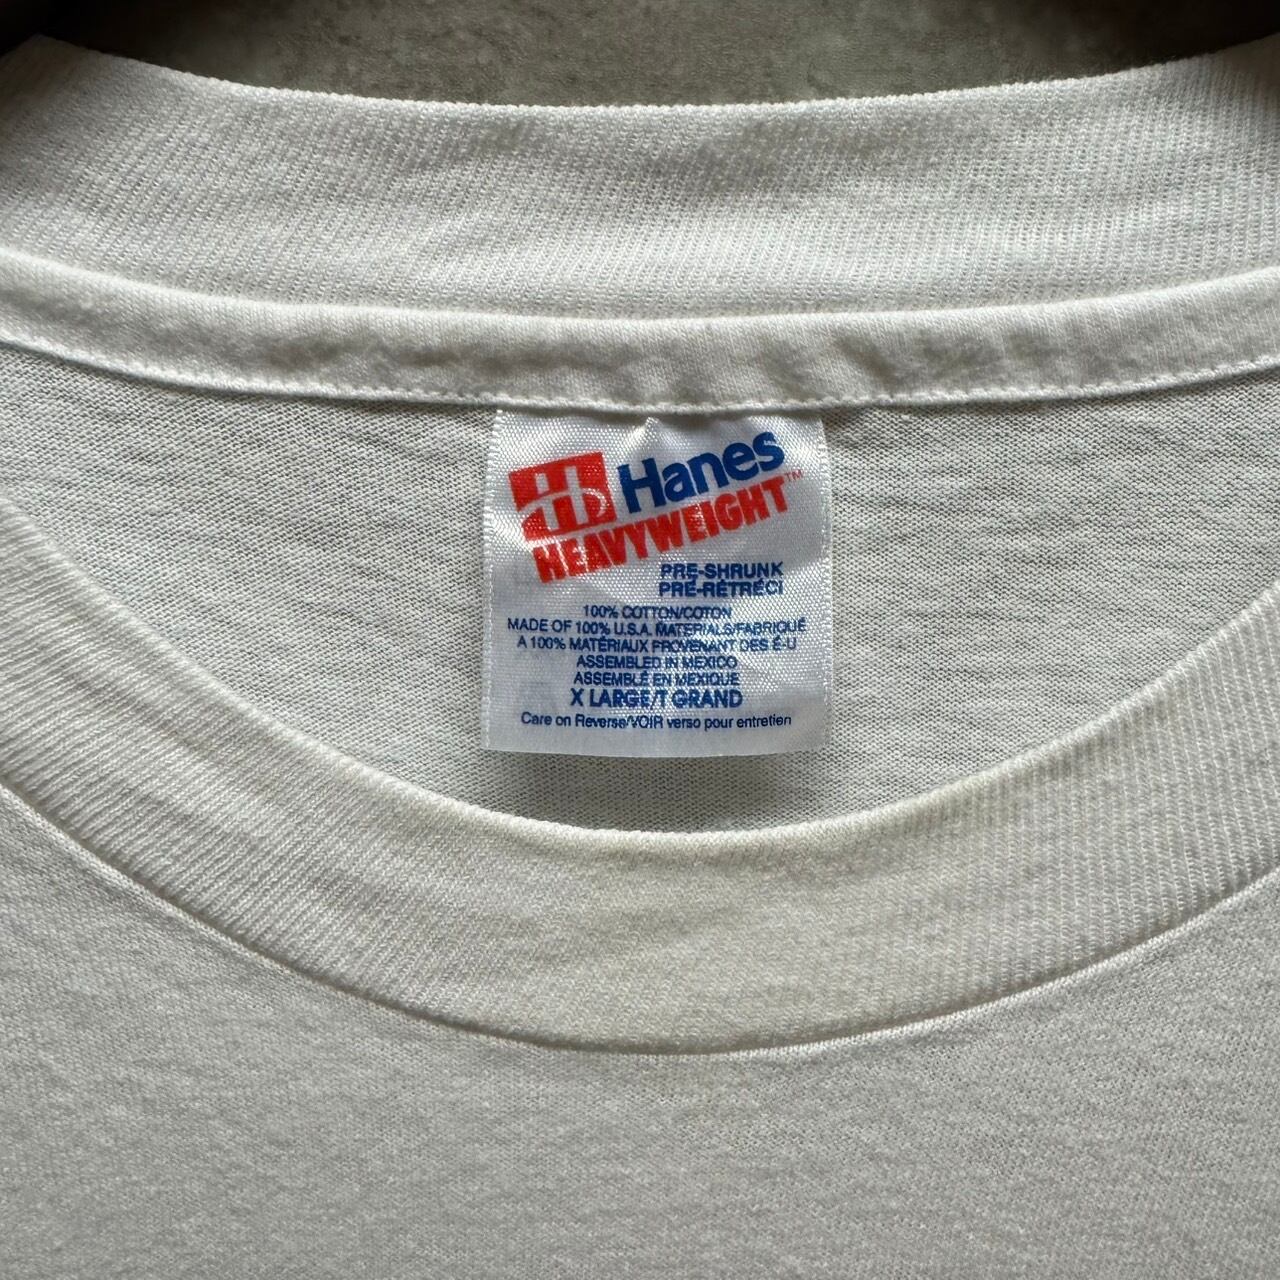 Hanes
HEAVYWEIGHT™
PRE-SHRUNK
PRÉ-RÉTRÉCI
100% COTTON/COTON
MADE OF 100% U.S.A. MATERIALS/FABRIQUÉ
A 100% MATÉRIAUX PROVENANT DES É-U
ASSEMBLED IN MEXICO
ASSEMBLÉ EN MEXIQUE
X LARGE/T GRAND
Care on Reverse/VOIR verso pour entretien